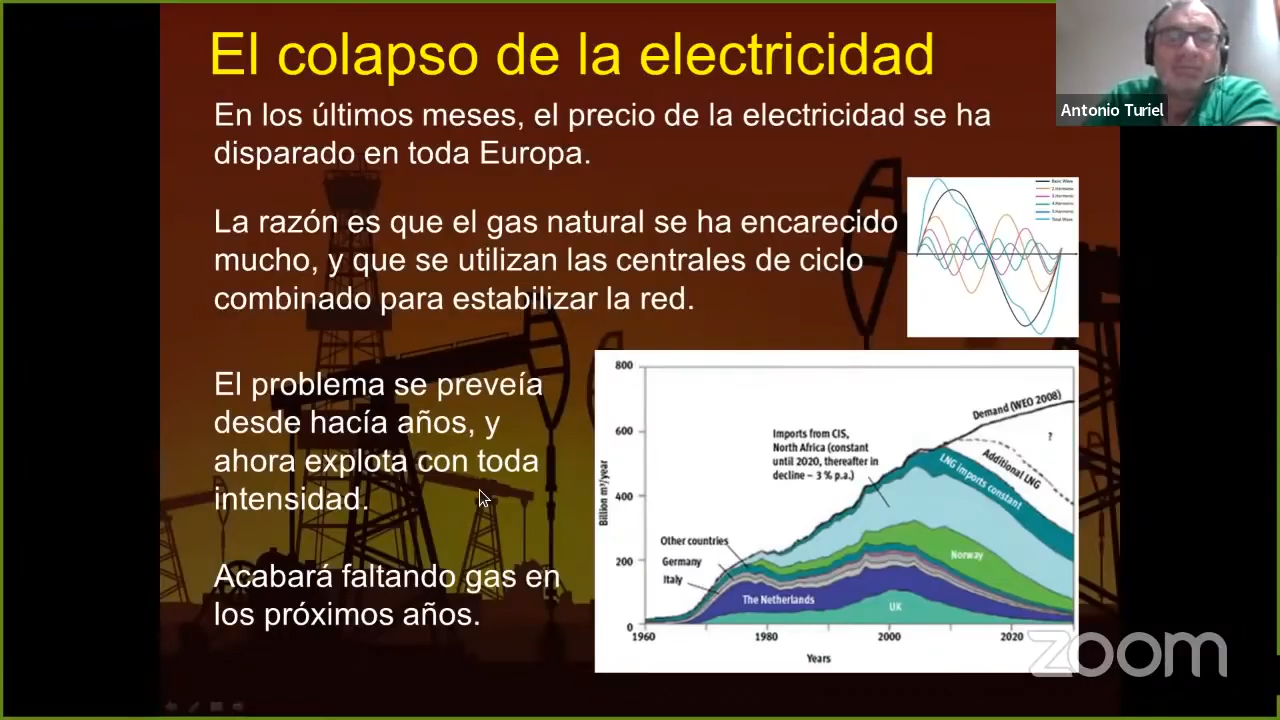 El colapso de la electricidad
Antonio Turiel
En los últimos meses, el precio de la electricidad se ha
disparado en toda Europa.
La razón es que el gas natural se ha encarecido
mucho, y que se utilizan las centrales de ciclo
combinado para estabilizar la red.
Basic Wave
Total Wave
El problema se preveía
desde hacía años, y
ahora explota con toda
intensidad.
Acabará faltando gas en
los próximos años.
800
600
400
200
0
Billion m³/year
1960
1980
2000
2020
Years
Demand (WEO 2008)
?
Imports from CIS,
North Africa (constant
until 2020, thereafter in
decline – 3 % p.a.)
Additional LNG
LNG imports constant
Other countries
Germany
Italy
Norway
The Netherlands
UK
zoom